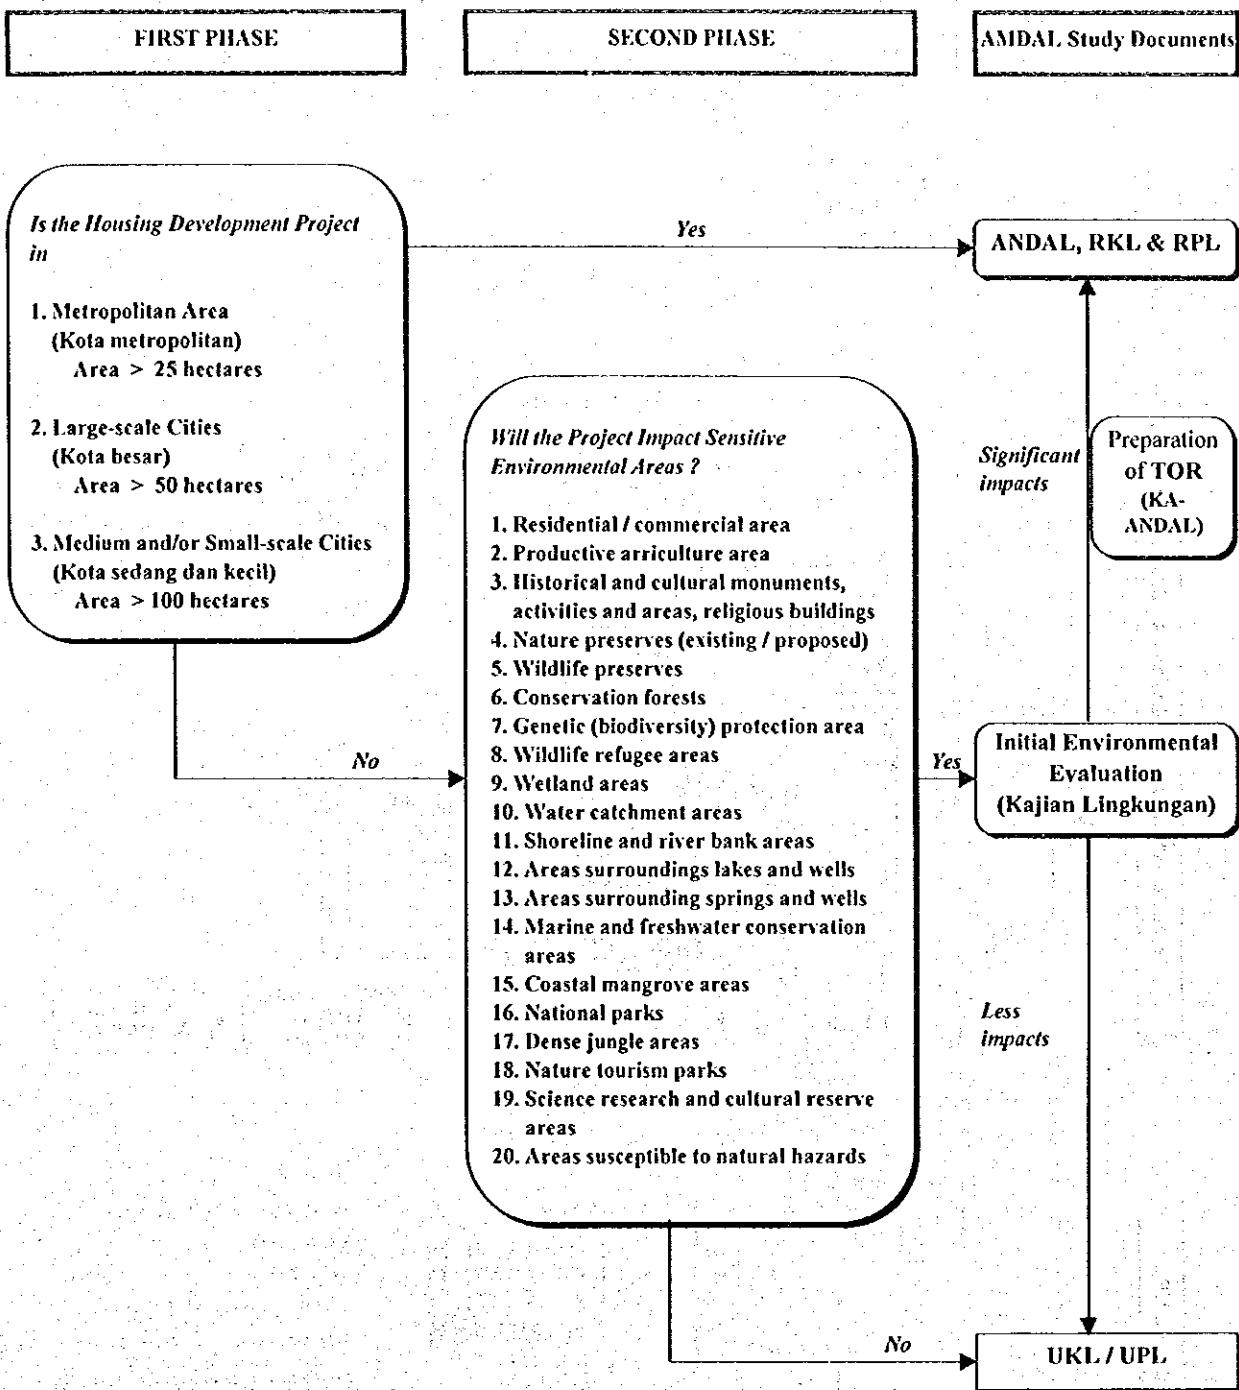 FIRST PHASE
SECOND PHASE
AMDAL Study Documents
Is the Housing Development Project
in
1. Metropolitan Area
(Kota metropolitan)
Area > 25 hectares
2. Large-scale Cities
(Kota besar)
Area > 50 hectares
3. Medium and/or Small-scale Cities
(Kota sedang dan kecil)
Area > 100 hectares
Yes
ANDAL, RKL & RPL
No
Will the Project Impact Sensitive
Environmental Areas ?
1. Residential / commercial area
2. Productive arriculture area
3. Historical and cultural monuments,
activities and areas, religious buildings
4. Nature preserves (existing / proposed)
5. Wildlife preserves
6. Conservation forests
7. Genetic (biodiversity) protection area
8. Wildlife refugee areas
9. Wetland areas
10. Water catchment areas
11. Shoreline and river bank areas
12. Areas surroundings lakes and wells
13. Areas surrounding springs and wells
14. Marine and freshwater conservation
areas
15. Coastal mangrove areas
16. National parks
17. Dense jungle areas
18. Nature tourism parks
19. Science research and cultural reserve
areas
20. Areas susceptible to natural hazards
Significant
impacts
Preparation
of TOR
(KA-
ANDAL)
Yes
Initial Environmental
Evaluation
(Kajian Lingkungan)
Less
impacts
No
UKL / UPL